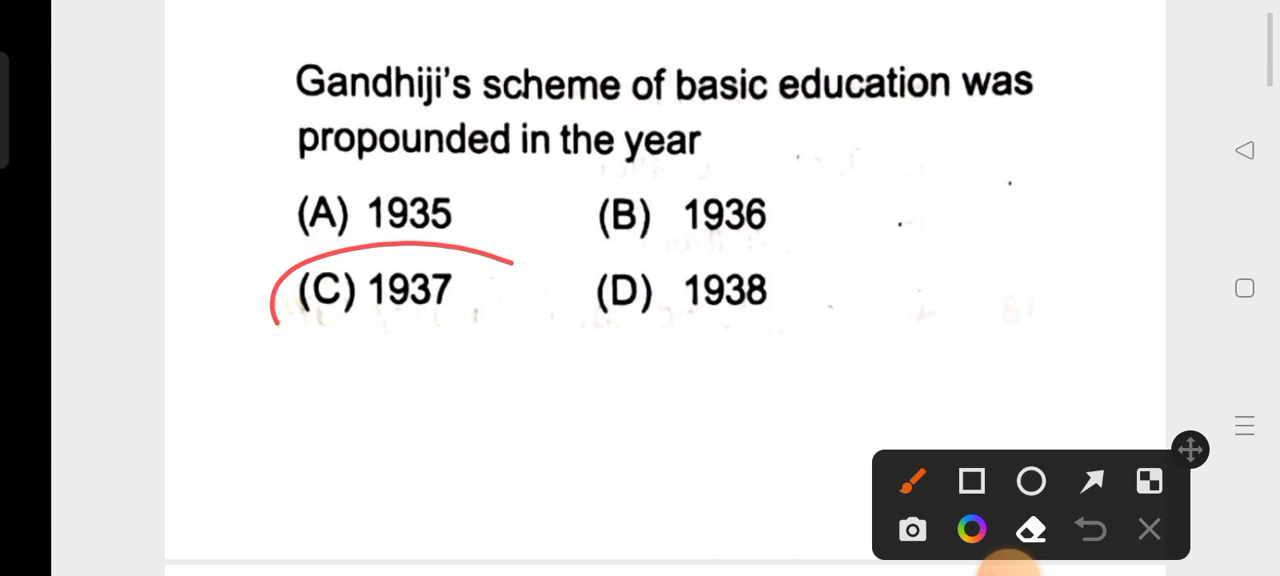 Gandhiji's scheme of basic education was
propounded in the year
(A) 1935 (B) 1936
(C) 1937 (D) 1938